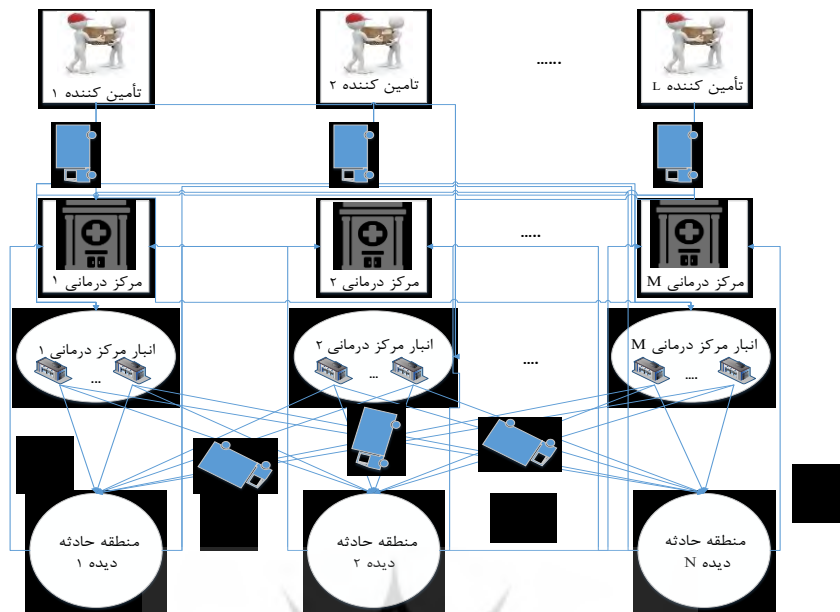 تأمین کننده ۱
تامین کننده ۲
......
تأمین کننده L
مرکز درمانی ۱
مرکز درمانی ۲
.....
مرکز درمانی M
انبار مرکز درمانی ۱
...
انبار مرکز درمانی ۲
...
....
انبار مرکز درمانی M
....
منطقه حادثه
دیده ۱
منطقه حادثه
دیده ۲
منطقه حادثه
دیده N